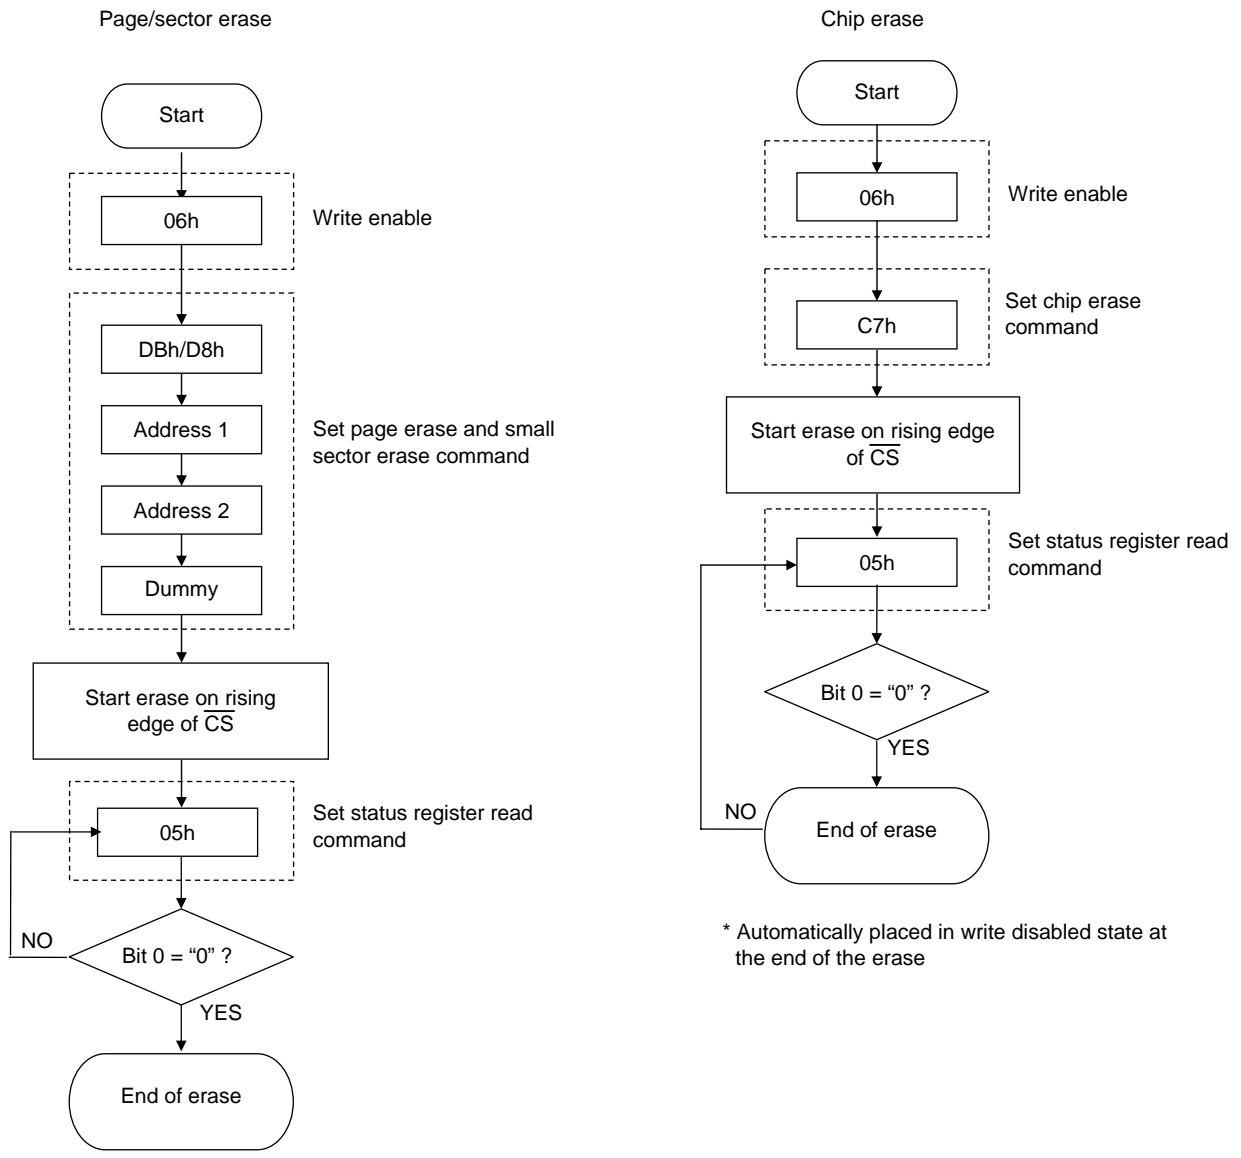 Page/sector erase
Start
06h
Write enable
DBh/D8h
Address 1
Address 2
Dummy
Set page erase and small
sector erase command
Start erase on rising
edge of CS
05h
Set status register read
command
Bit 0 = “0” ?
NO
YES
End of erase
Chip erase
Start
06h
Write enable
C7h
Set chip erase
command
Start erase on rising edge
of CS
05h
Set status register read
command
Bit 0 = “0” ?
YES
NO
End of erase
* Automatically placed in write disabled state at
the end of the erase